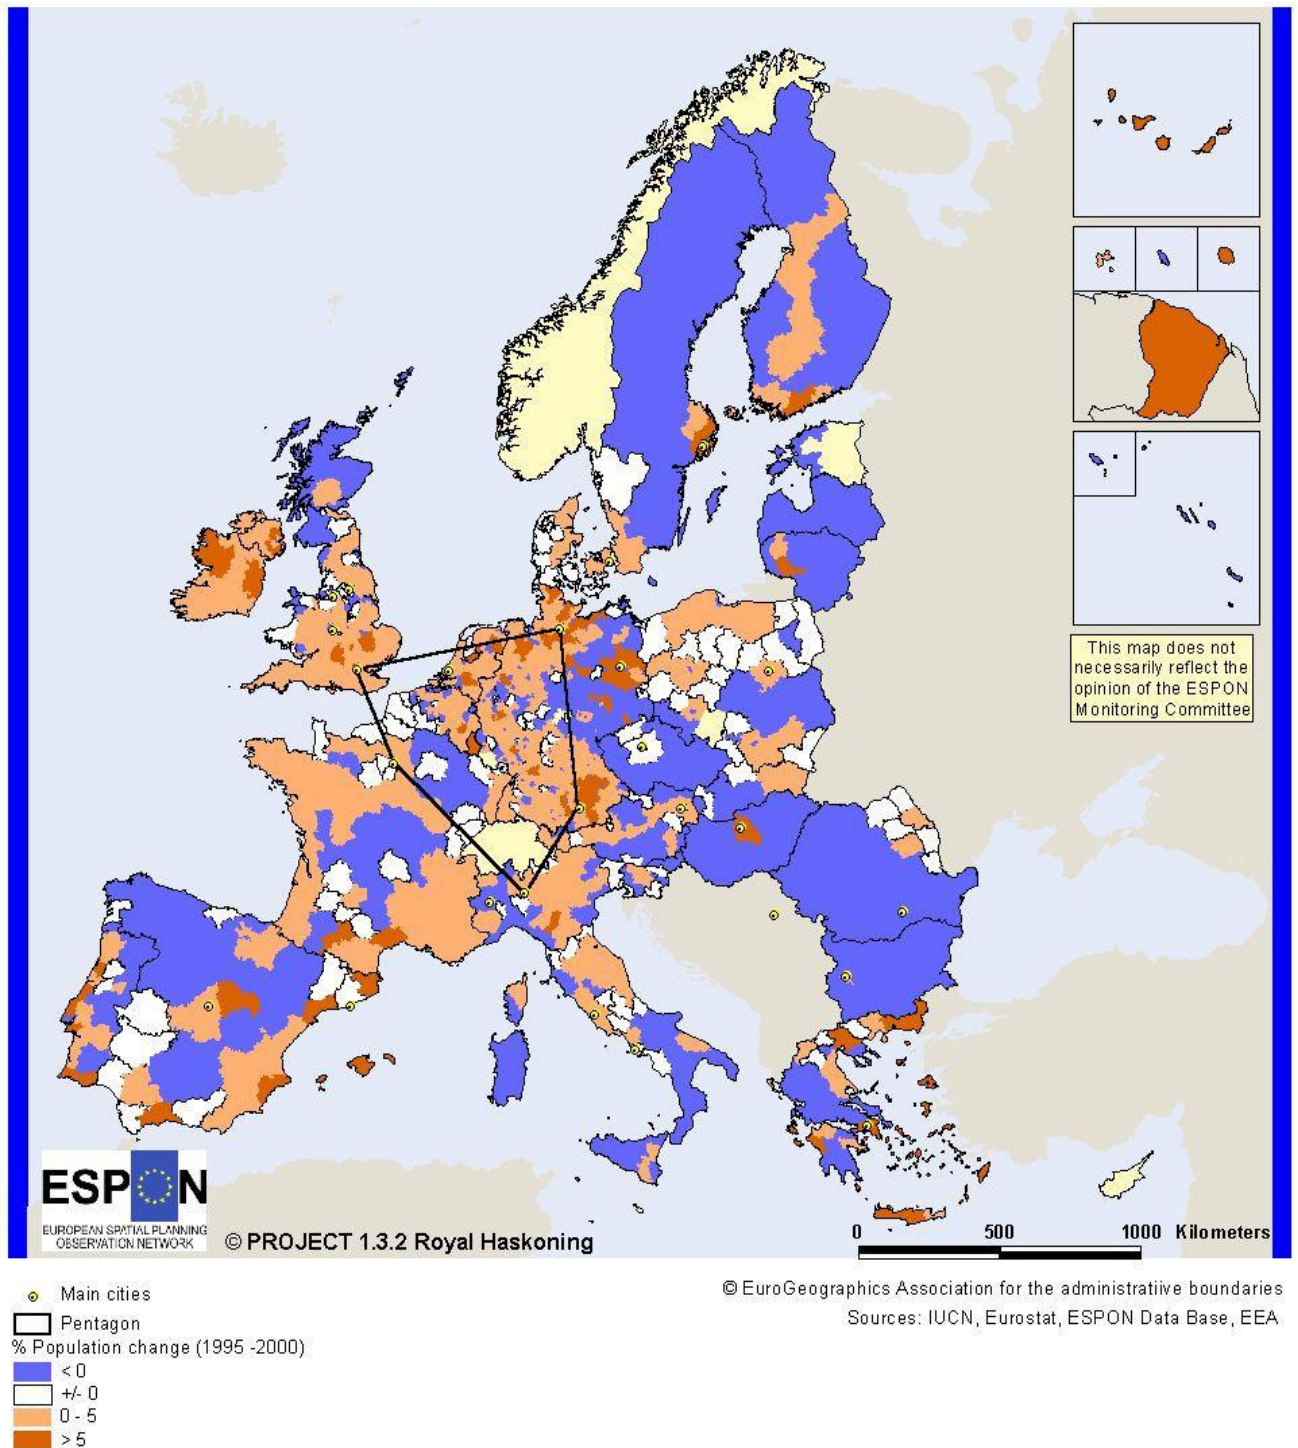 This map does not
necessarily reflect the
opinion of the ESPON
Monitoring Committee
ESPON
EUROPEAN SPATIAL PLANNING
OBSERVATION NETWORK
© PROJECT 1.3.2 Royal Haskoning
0 500 1000 Kilometers
© EuroGeographics Association for the administratiive boundaries
Sources: IUCN, Eurostat, ESPON Data Base, EEA
Main cities
Pentagon
% Population change (1995 -2000)
< 0
+/- 0
0 - 5
> 5